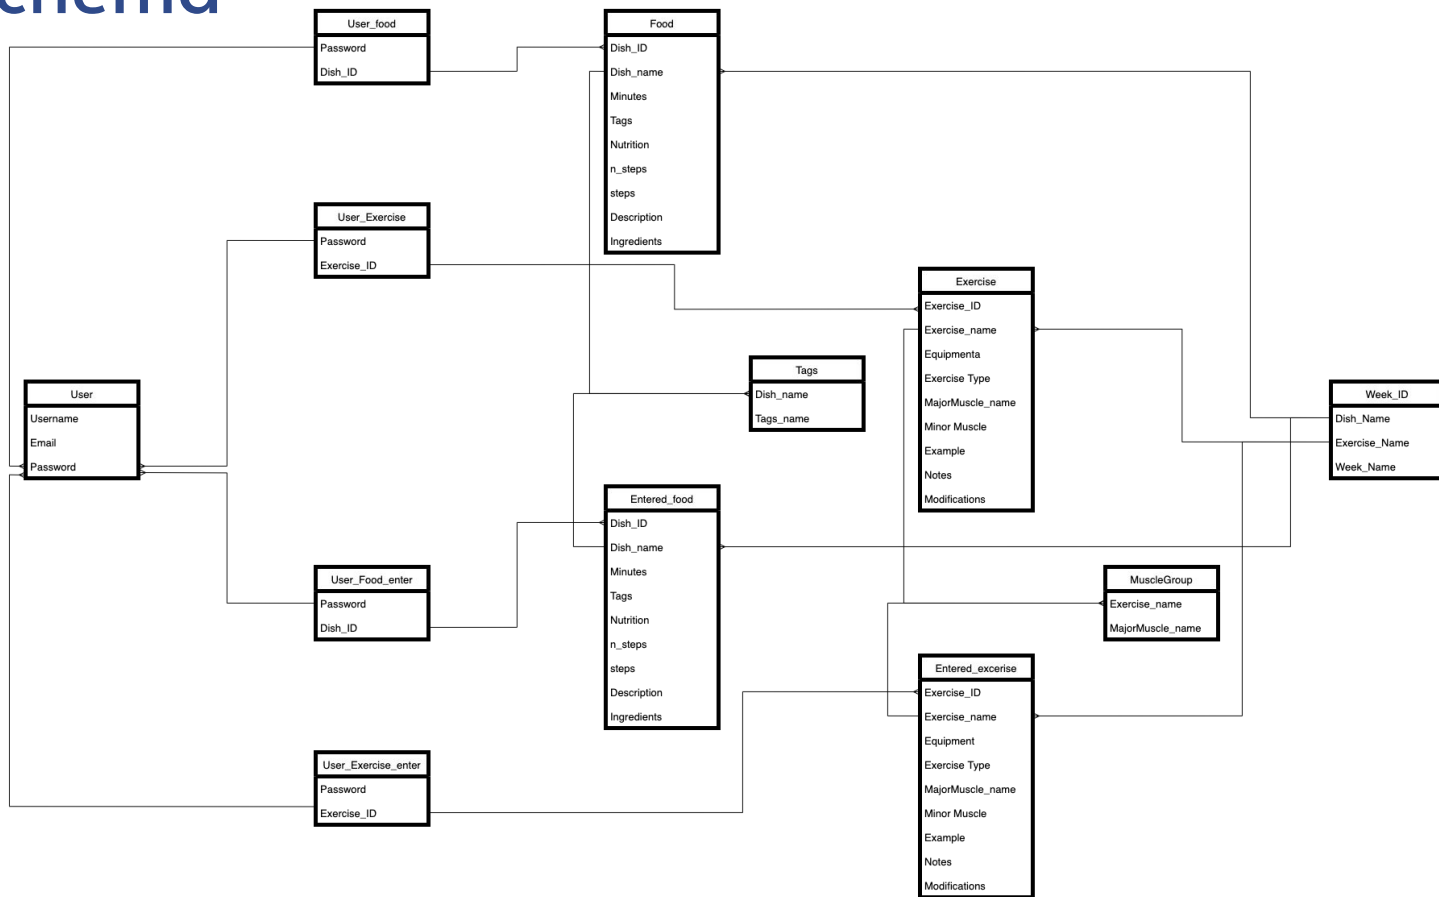 User_food
Password
Dish_ID
Food
Dish_ID
Dish_name
Minutes
Tags
Nutrition
n_steps
steps
Description
Ingredients
User_Exercise
Password
Exercise_ID
Exercise
Exercise_ID
Exercise_name
Equipmenta
Exercise Type
MajorMuscle_name
Minor Muscle
Example
Notes
Modifications
Tags
Dish_name
Tags_name
User
Username
Email
Password
Week_ID
Dish_Name
Exercise_Name
Week_Name
Entered_food
Dish_ID
Dish_name
Minutes
Tags
Nutrition
n_steps
steps
Description
Ingredients
User_Food_enter
Password
Dish_ID
MuscleGroup
Exercise_name
MajorMuscle_name
Entered_excerise
Exercise_ID
Exercise_name
Equipment
Exercise Type
MajorMuscle_name
Minor Muscle
Example
Notes
Modifications
User_Exercise_enter
Password
Exercise_ID